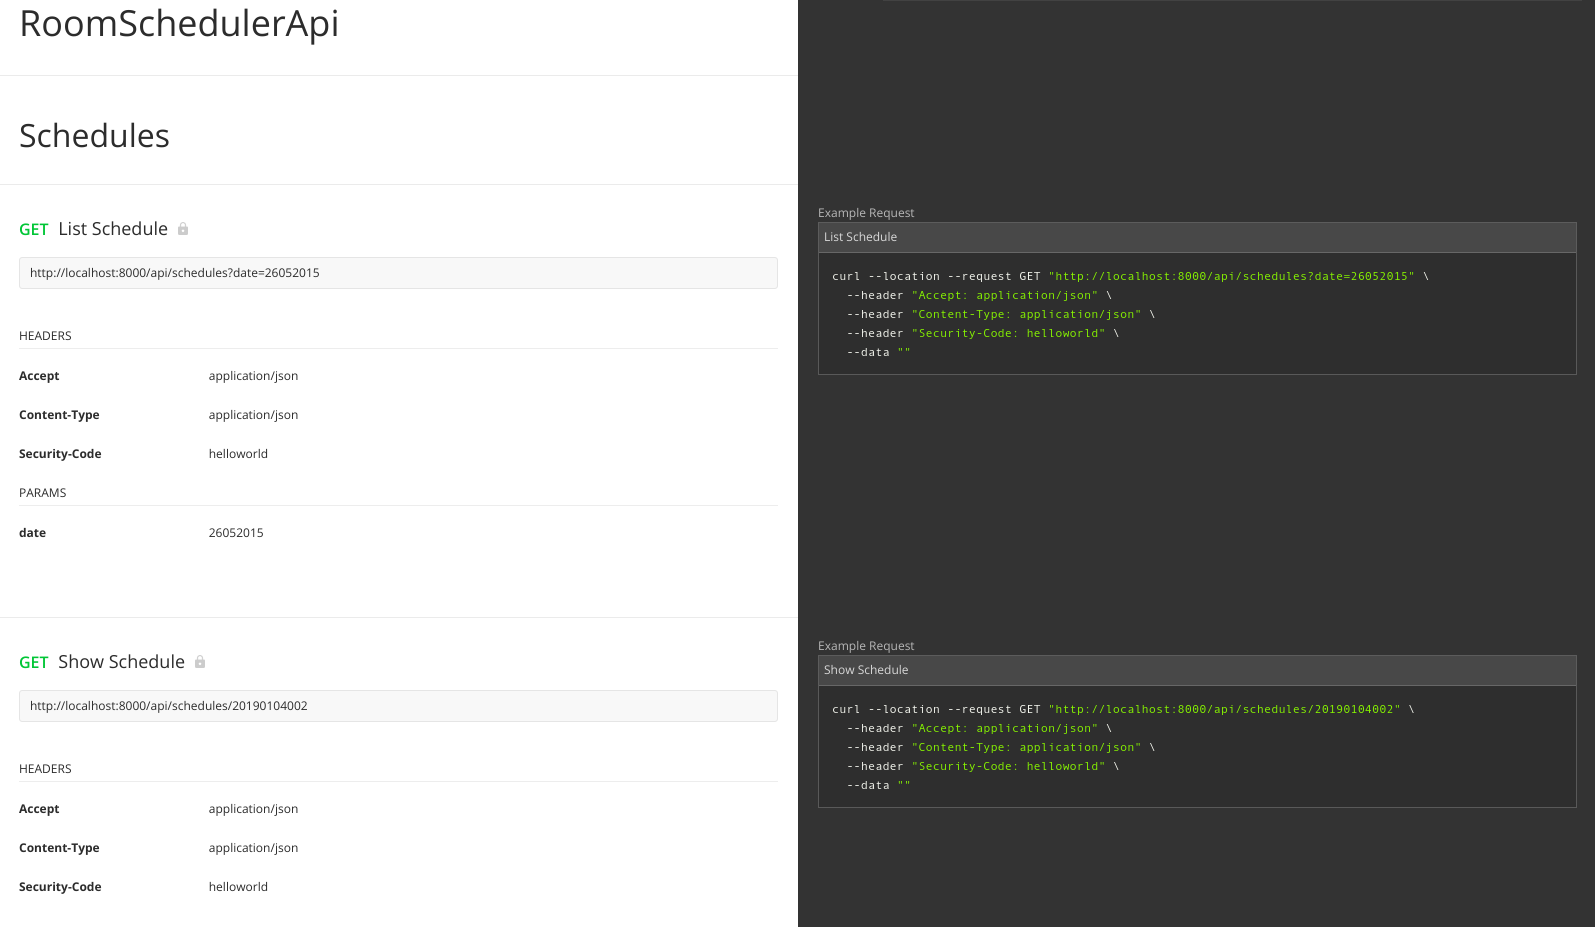 RoomSchedulerApi
Schedules
GET List Schedule
http://localhost:8000/api/schedules?date=26052015
HEADERS
Accept application/json
Content-Type application/json
Security-Code helloworld
PARAMS
date 26052015
Example Request
List Schedule
curl --location --request GET "http://localhost:8000/api/schedules?date=26052015" \
--header "Accept: application/json" \
--header "Content-Type: application/json" \
--header "Security-Code: helloworld" \
--data ""
GET Show Schedule
http://localhost:8000/api/schedules/20190104002
HEADERS
Accept application/json
Content-Type application/json
Security-Code helloworld
Example Request
Show Schedule
curl --location --request GET "http://localhost:8000/api/schedules/20190104002" \
--header "Accept: application/json" \
--header "Content-Type: application/json" \
--header "Security-Code: helloworld" \
--data ""